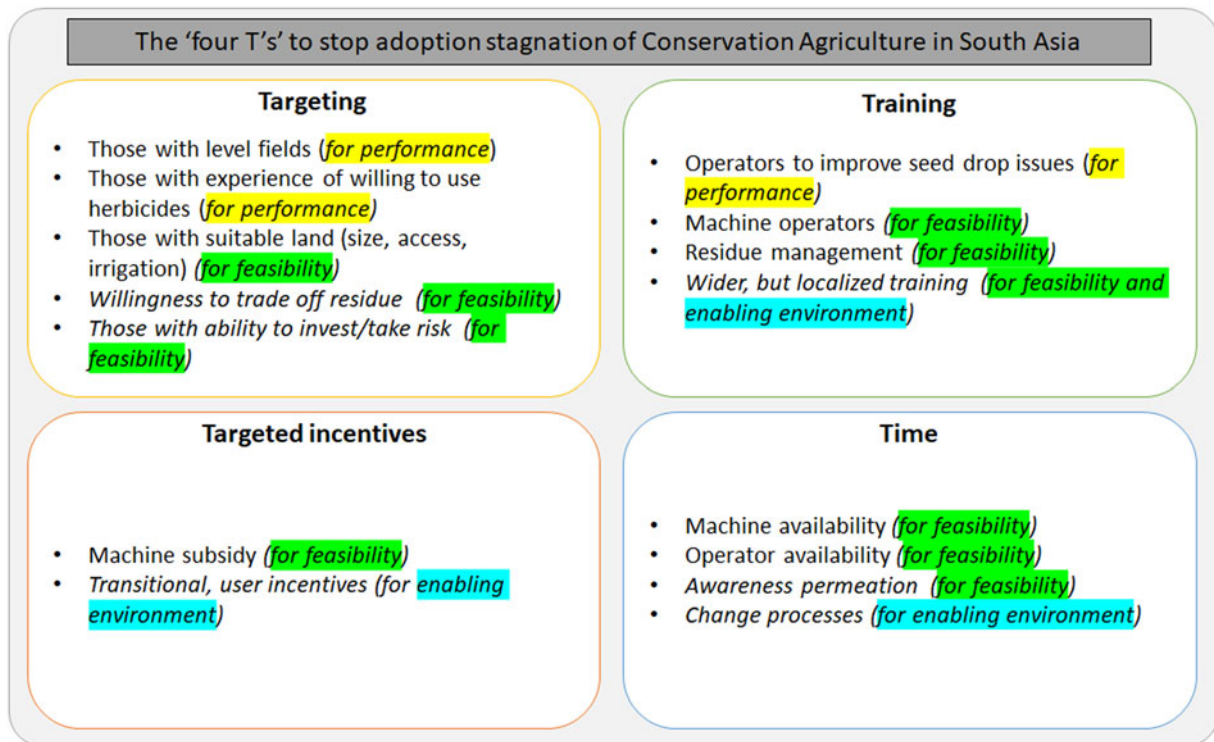 The ‘four T’s’ to stop adoption stagnation of Conservation Agriculture in South Asia
Targeting
• Those with level fields (for performance)
• Those with experience of willing to use
herbicides (for performance)
• Those with suitable land (size, access,
irrigation) (for feasibility)
• Willingness to trade off residue (for feasibility)
• Those with ability to invest/take risk (for
feasibility)
Training
• Operators to improve seed drop issues (for
performance)
• Machine operators (for feasibility)
• Residue management (for feasibility)
• Wider, but localized training (for feasibility and
enabling environment)
Targeted incentives
• Machine subsidy (for feasibility)
• Transitional, user incentives (for enabling
environment)
Time
• Machine availability (for feasibility)
• Operator availability (for feasibility)
• Awareness permeation (for feasibility)
• Change processes (for enabling environment)